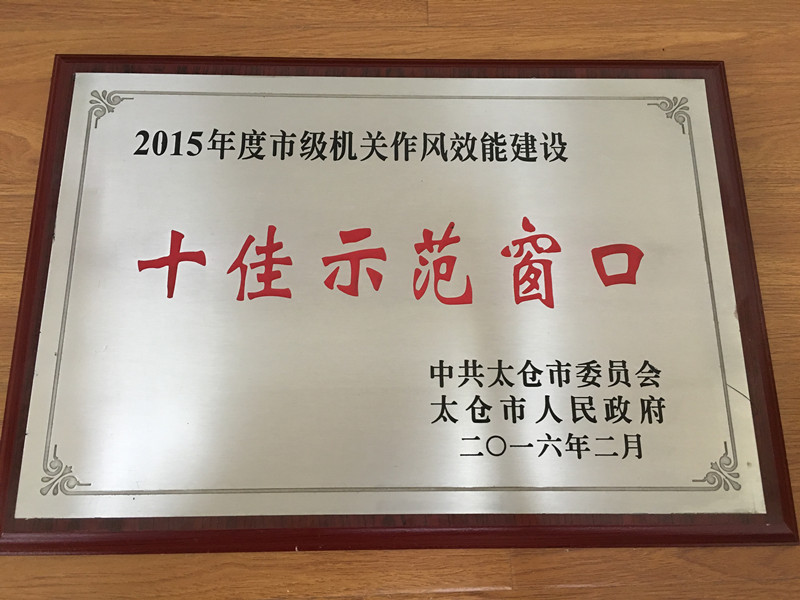 2015年度市级机关作风效能建设
十佳示范窗口
中共太仓市委员会
太仓市人民政府
二〇一六年二月